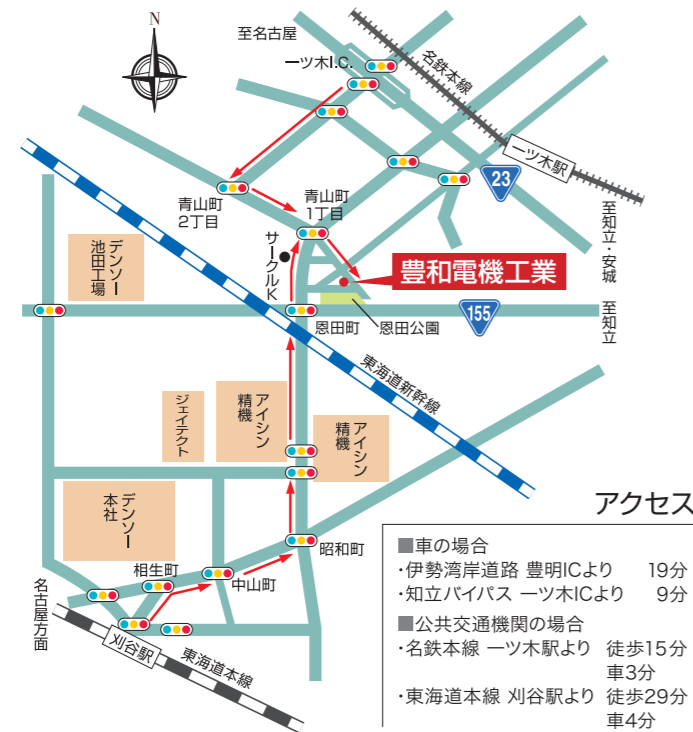 N
至名古屋
一ツ木I.C.
名鉄本線
一ツ木駅
23
青山町
2丁目
青山町
1丁目
サークルK
至知立・安城
デンソー
池田工場
豊和電機工業
恩田町
恩田公園
155
至知立
東海道新幹線
ジェイテクト
アイシン
精機
アイシン
精機
デンソー
本社
相生町
中山町
昭和町
名古屋方面
刈谷駅
東海道本線
アクセス
■車の場合
・伊勢湾岸道路 豊明ICより 19分
・知立バイパス 一ツ木ICより 9分
■公共交通機関の場合
・名鉄本線 一ツ木駅より 徒歩15分
車3分
・東海道本線 刈谷駅より 徒歩29分
車4分